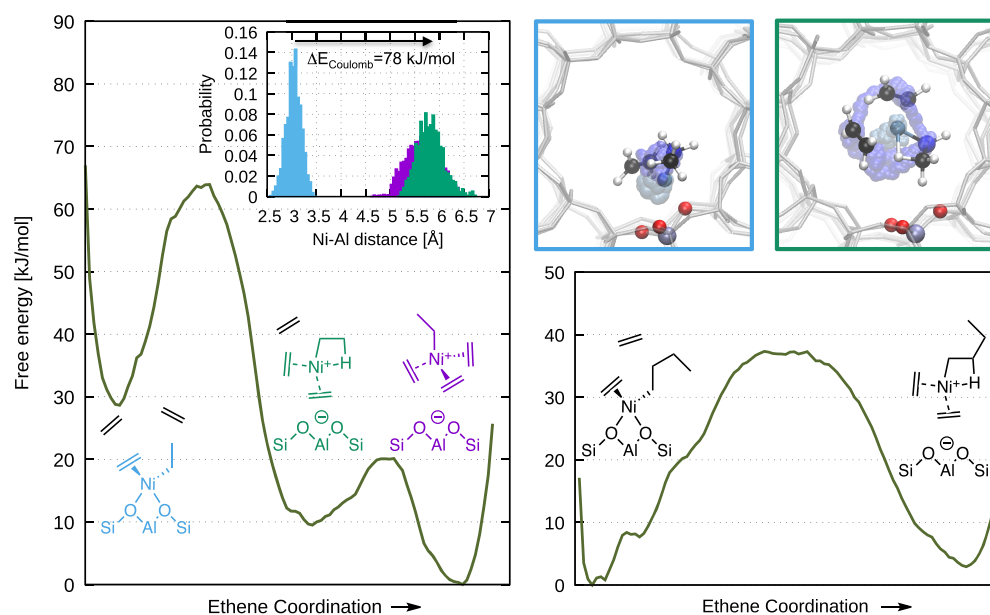 90
80
70
60
50
40
30
20
10
0
Free energy [kJ/mol]
Ethene Coordination →
0.16
0.14
0.12
0.10
0.08
0.06
0.04
0.02
0
Probability
ΔE_Coulomb=78 kJ/mol
2.5 3 3.5 4 4.5 5 5.5 6 6.5 7
Ni-Al distance [Å]
Ni
O O
Si Al Si
Ni⁺ H
⊖
O O
Si Al Si
Ni⁺
⊖
O O
Si Al Si
50
40
30
20
10
0
Ni
O O
Si Al Si
Ni⁺ H
⊖
O O
Si Al Si
Ethene Coordination →